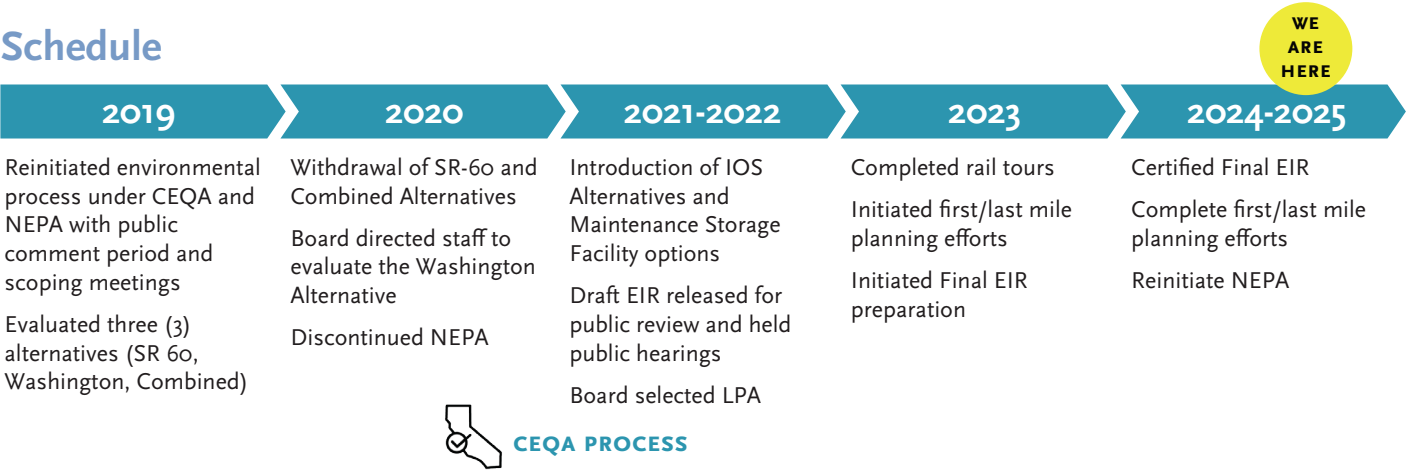 Schedule
WE
ARE
HERE
2019
Reinitiated environmental
process under CEQA and
NEPA with public
comment period and
scoping meetings
Evaluated three (3)
alternatives (SR 60,
Washington, Combined)
2020
Withdrawal of SR-60 and
Combined Alternatives
Board directed staff to
evaluate the Washington
Alternative
Discontinued NEPA
2021-2022
Introduction of IOS
Alternatives and
Maintenance Storage
Facility options
Draft EIR released for
public review and held
public hearings
Board selected LPA
2023
Completed rail tours
Initiated first/last mile
planning efforts
Initiated Final EIR
preparation
2024-2025
Certified Final EIR
Complete first/last mile
planning efforts
Reinitiate NEPA
CEQA PROCESS